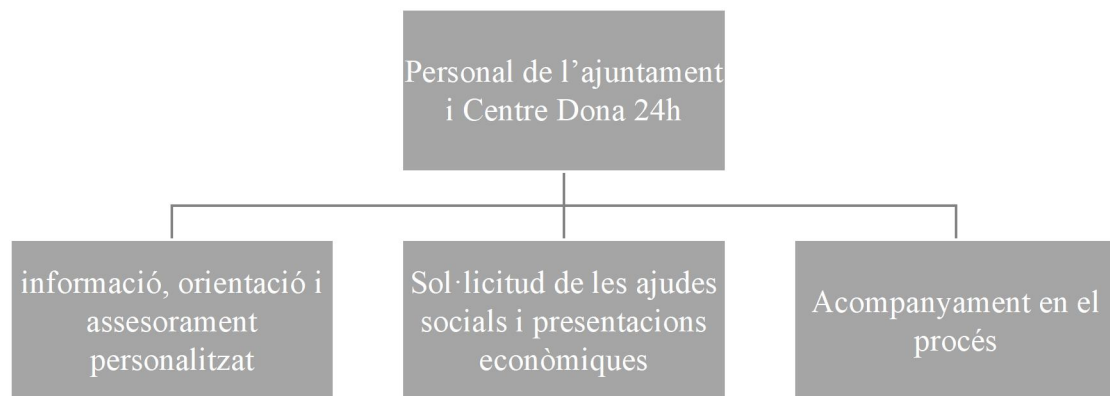 Personal de l’ajuntament
i Centre Dona 24h
informació, orientació i
assesorament
personalitzat
Sol·licitud de les ajudes
socials i presentacions
econòmiques
Acompanyament en el
procés